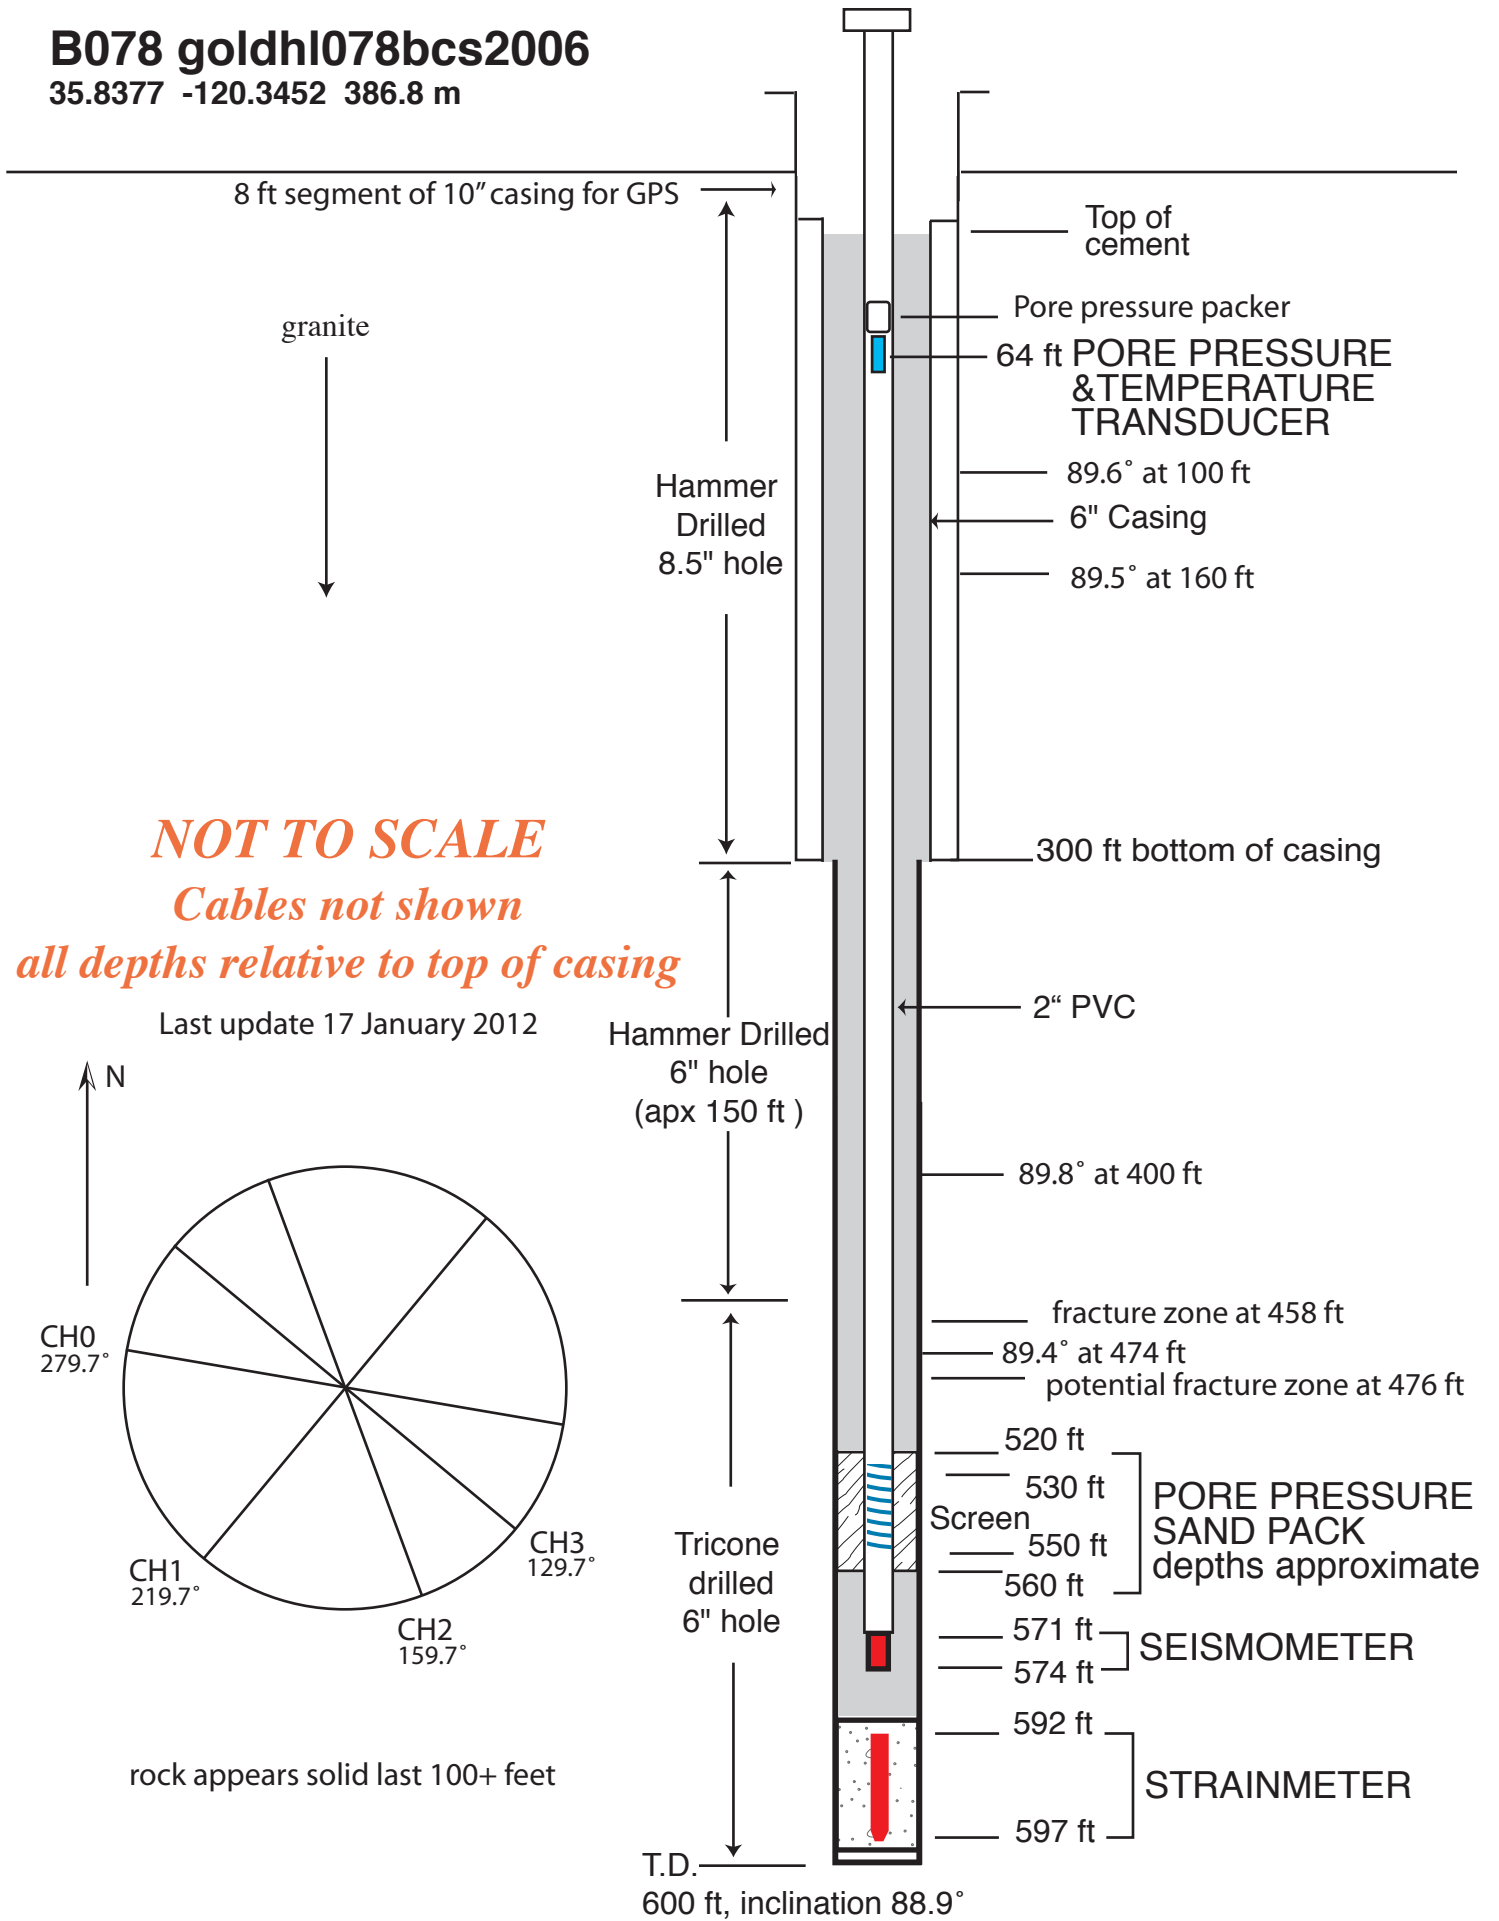 B078 goldhl078bcs2006
35.8377 -120.3452 386.8 m
8 ft segment of 10" casing for GPS
Top of
cement
granite
Pore pressure packer
64 ft PORE PRESSURE
&TEMPERATURE
TRANSDUCER
89.6˚ at 100 ft
Hammer
Drilled
8.5" hole
6" Casing
89.5˚ at 160 ft
NOT TO SCALE
Cables not shown
all depths relative to top of casing
Last update 17 January 2012
300 ft bottom of casing
2“ PVC
Hammer Drilled
6" hole
(apx 150 ft )
N
89.8˚ at 400 ft
fracture zone at 458 ft
89.4˚ at 474 ft
potential fracture zone at 476 ft
CH0
279.7˚
CH1
219.7˚
CH2
159.7˚
CH3
129.7˚
520 ft
530 ft
Screen
550 ft
560 ft
PORE PRESSURE
SAND PACK
depths approximate
Tricone
drilled
6" hole
571 ft
574 ft
SEISMOMETER
592 ft
STRAINMETER
597 ft
rock appears solid last 100+ feet
T.D.
600 ft, inclination 88.9˚